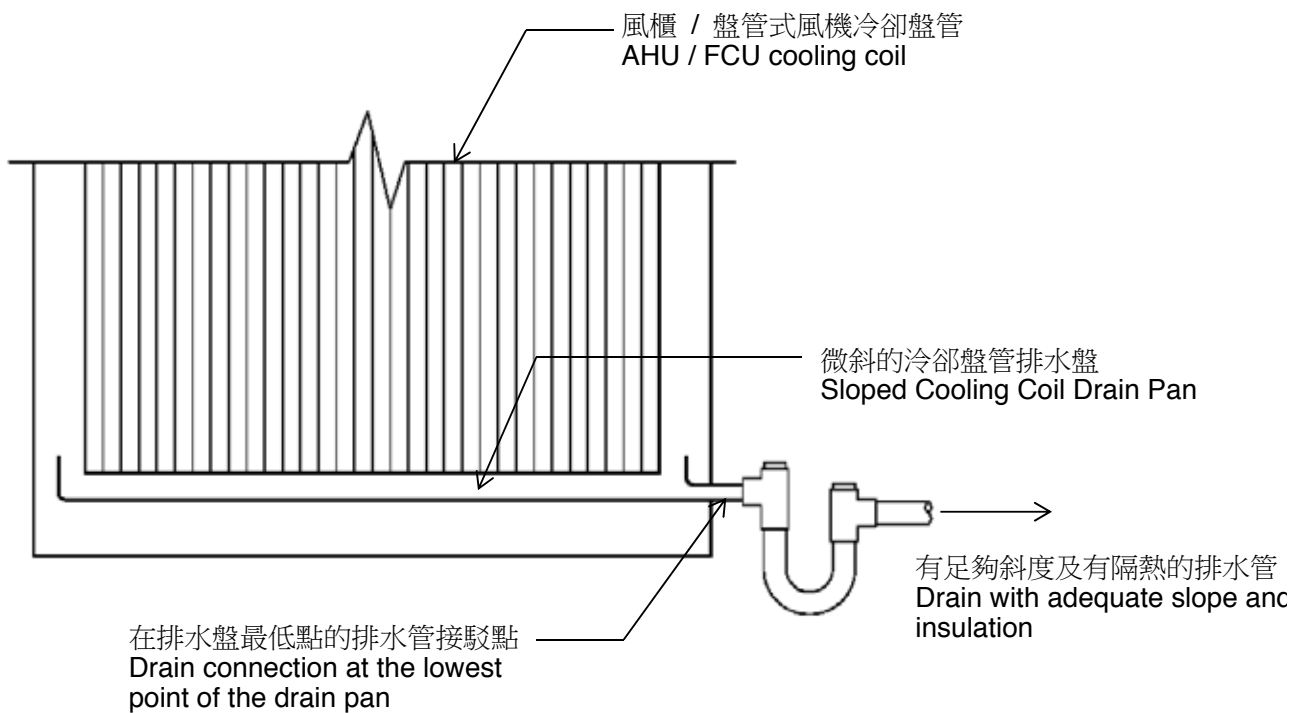 風櫃 / 盤管式風機冷卻盤管
AHU / FCU cooling coil
微斜的冷卻盤管排水盤
Sloped Cooling Coil Drain Pan
有足夠斜度及有隔熱的排水管
Drain with adequate slope and
insulation
在排水盤最低點的排水管接駁點
Drain connection at the lowest
point of the drain pan